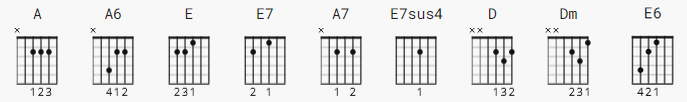 A A6 E E7 A7 E7sus4 D Dm E6
× × × ×× ××
123 412 231 2 1 1 2 1 132 231 421